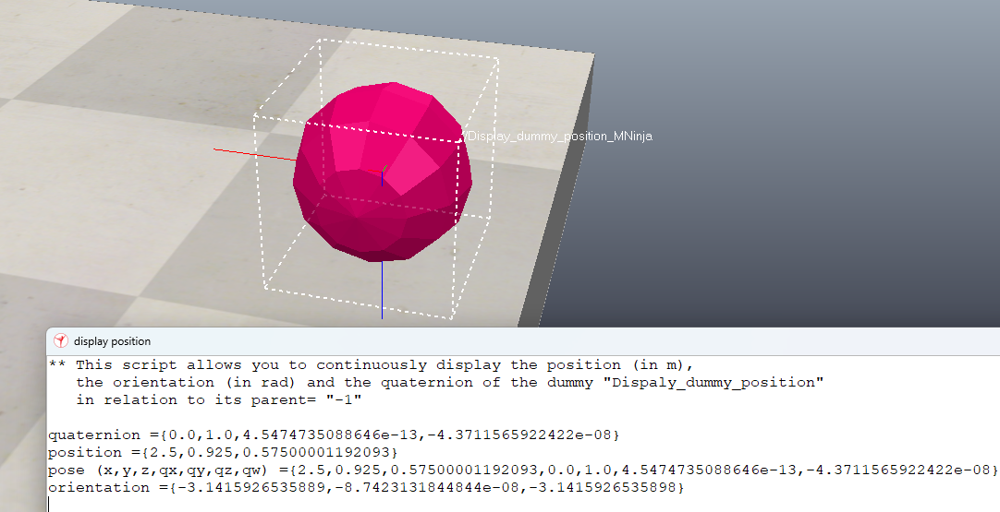 /Display_dummy_position_MNinja
display position
** This script allows you to continuously display the position (in m),
the orientation (in rad) and the quaternion of the dummy "Dispaly_dummy_position"
in relation to its parent= "-1"
quaternion ={0.0,1.0,4.5474735088646e-13,-4.3711565922422e-08}
position ={2.5,0.925,0.57500001192093}
pose (x,y,z,qx,qy,qz,qw) ={2.5,0.925,0.57500001192093,0.0,1.0,4.5474735088646e-13,-4.3711565922422e-08}
orientation ={-3.1415926535889,-8.7423131844844e-08,-3.1415926535898}